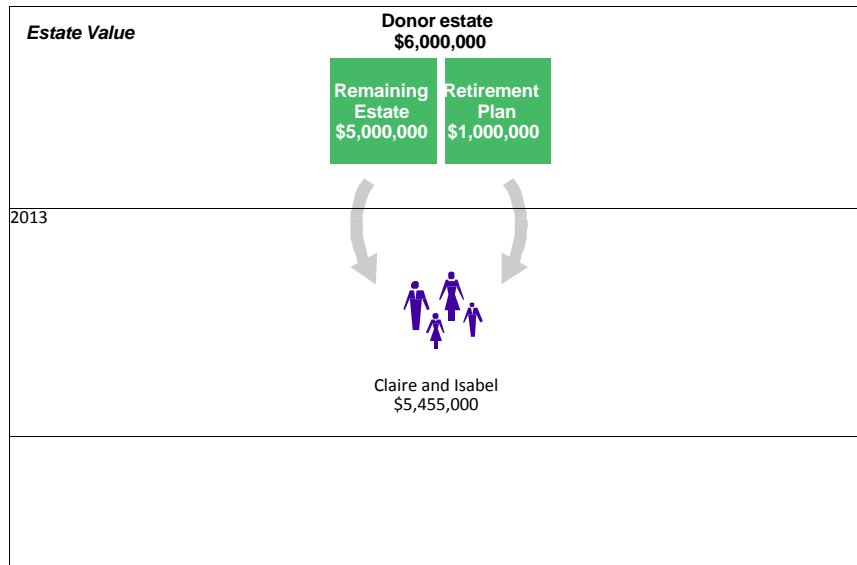 Estate Value
Donor estate
$6,000,000
Remaining
Estate
$5,000,000
Retirement
Plan
$1,000,000
2013
Claire and Isabel
$5,455,000